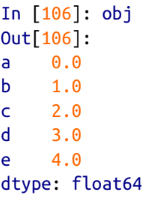 In [106]: obj
Out[106]:
a    0.0
b    1.0
c    2.0
d    3.0
e    4.0
dtype: float64